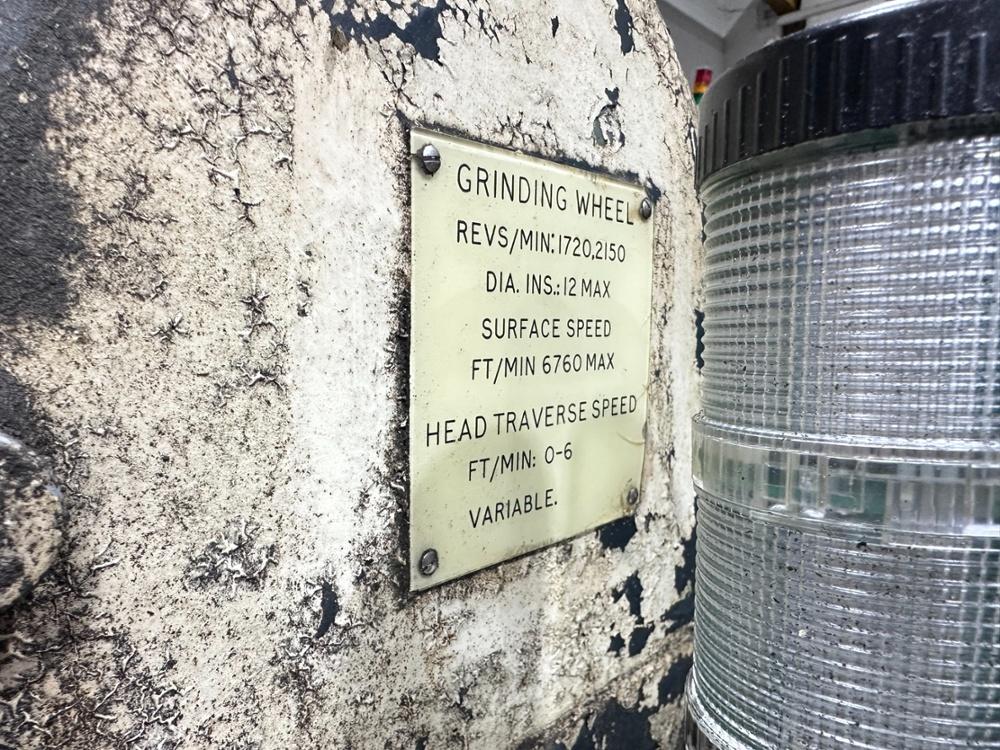 GRINDING WHEEL
REVS/MIN: 1720,2150
DIA. INS.: 12 MAX
SURFACE SPEED
FT/MIN 6760 MAX
HEAD TRAVERSE SPEED
FT/MIN: 0-6
VARIABLE.